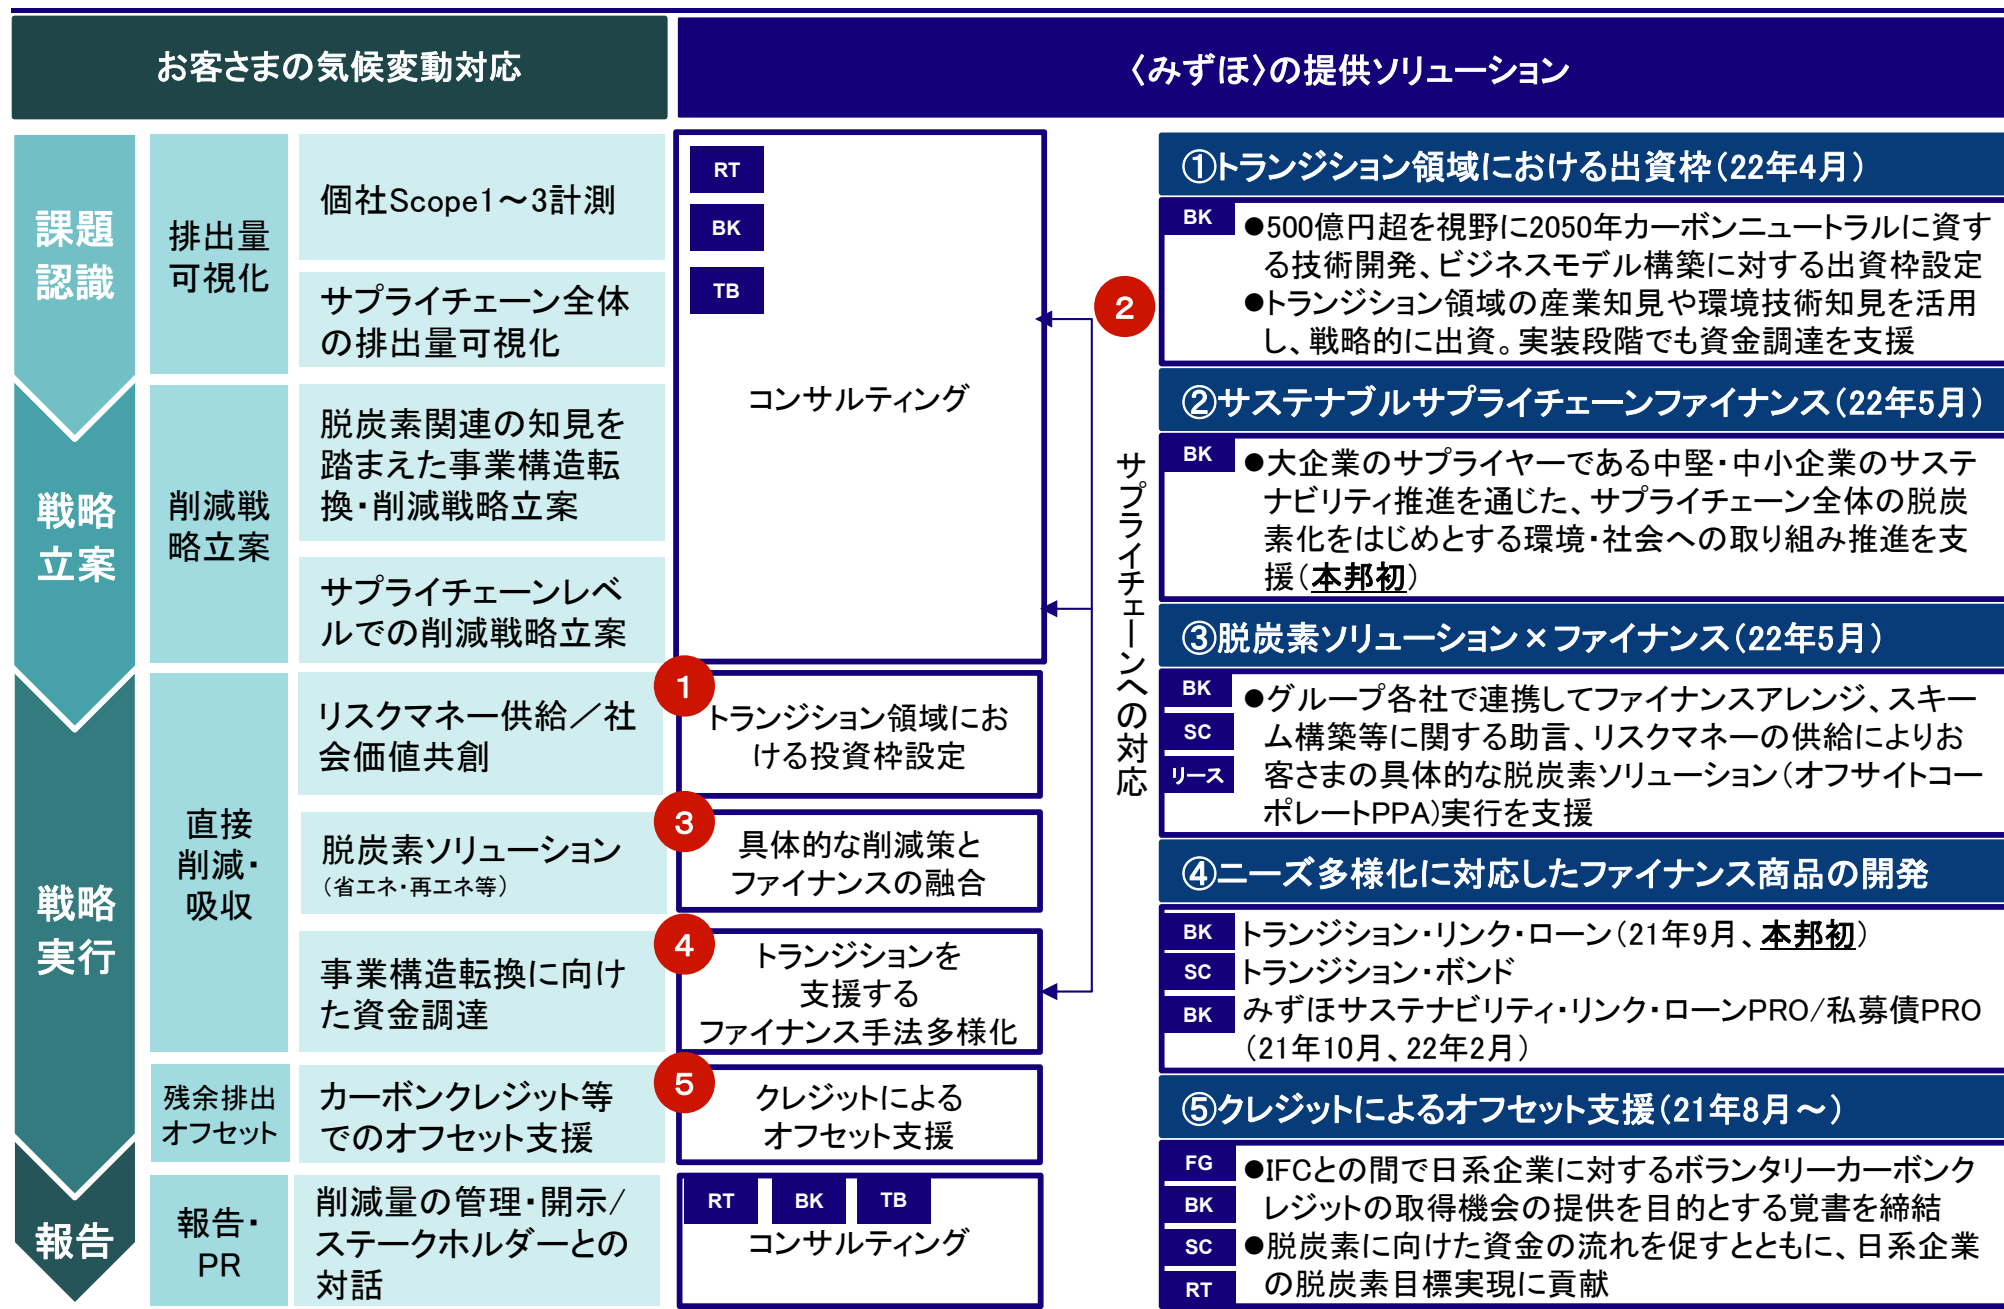 お客さまの気候変動対応
〈みずほ〉の提供ソリューション
課題
認識
戦略
立案
戦略
実行
報告
排出量
可視化
個社Scope1～3計測
サプライチェーン全体
の排出量可視化
削減戦
略立案
脱炭素関連の知見を
踏まえた事業構造転
換・削減戦略立案
サプライチェーンレベ
ルでの削減戦略立案
直接
削減・
吸収
リスクマネー供給／社
会価値共創
脱炭素ソリューション
（省エネ・再エネ等）
事業構造転換に向け
た資金調達
残余排出
オフセット
カーボンクレジット等
でのオフセット支援
報告・
PR
削減量の管理・開示/
ステークホルダーとの
対話
RT
BK
TB
コンサルティング
1
トランジション領域にお
ける投資枠設定
3
具体的な削減策と
ファイナンスの融合
4
トランジションを
支援する
ファイナンス手法多様化
5
クレジットによる
オフセット支援
RT BK TB
コンサルティング
2
サプライチェーンへの対応
①トランジション領域における出資枠（22年4月）
BK
●500億円超を視野に2050年カーボンニュートラルに資す
る技術開発、ビジネスモデル構築に対する出資枠設定
●トランジション領域の産業知見や環境技術知見を活用
し、戦略的に出資。実装段階でも資金調達を支援
②サステナブルサプライチェーンファイナンス（22年5月）
BK
●大企業のサプライヤーである中堅・中小企業のサステ
ナビリティ推進を通じた、サプライチェーン全体の脱炭
素化をはじめとする環境・社会への取り組み推進を支
援（本邦初）
③脱炭素ソリューション×ファイナンス（22年5月）
BK
SC
リース
●グループ各社で連携してファイナンスアレンジ、スキー
ム構築等に関する助言、リスクマネーの供給によりお
客さまの具体的な脱炭素ソリューション（オフサイトコー
ポレートPPA)実行を支援
④ニーズ多様化に対応したファイナンス商品の開発
BK トランジション・リンク・ローン（21年9月、本邦初）
SC トランジション・ボンド
BK みずほサステナビリティ・リンク・ローンPRO/私募債PRO
（21年10月、22年2月）
⑤クレジットによるオフセット支援（21年8月～）
FG
BK
SC
RT
●IFCとの間で日系企業に対するボランタリーカーボンク
レジットの取得機会の提供を目的とする覚書を締結
●脱炭素に向けた資金の流れを促すとともに、日系企業
の脱炭素目標実現に貢献